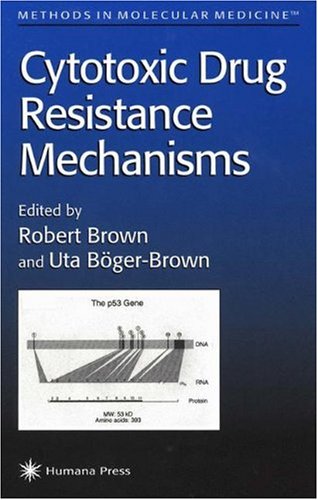 METHODS IN MOLECULAR MEDICINE™
Cytotoxic Drug
Resistance
Mechanisms
Edited by
Robert Brown
and Uta Böger-Brown
The p53 Gene
DNA
RNA
Protein
MW: 53 kD
Amino acids: 393
Humana Press